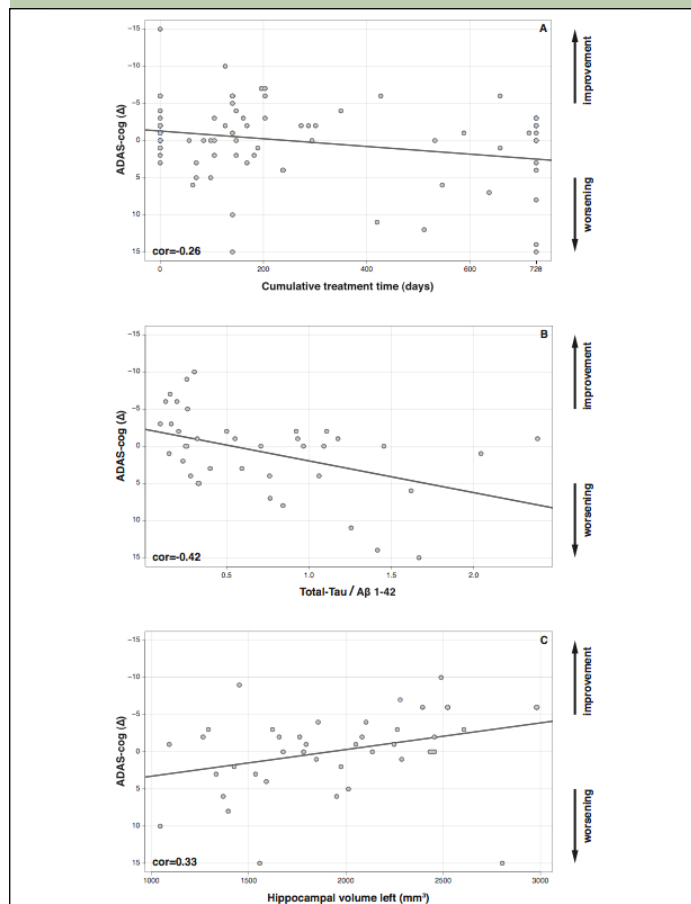 A
improvement
worsening
ADAS-cog (Δ)
-15
-10
-5
0
5
10
15
cor=-0.26
0
200
400
600
728
Cumulative treatment time (days)
B
improvement
worsening
ADAS-cog (Δ)
-15
-10
-5
0
5
10
15
cor=-0.42
0.5
1.0
1.5
2.0
Total-Tau / Aβ 1-42
C
improvement
worsening
ADAS-cog (Δ)
-15
-10
-5
0
5
10
15
cor=0.33
1000
1500
2000
2500
3000
Hippocampal volume left (mm³)